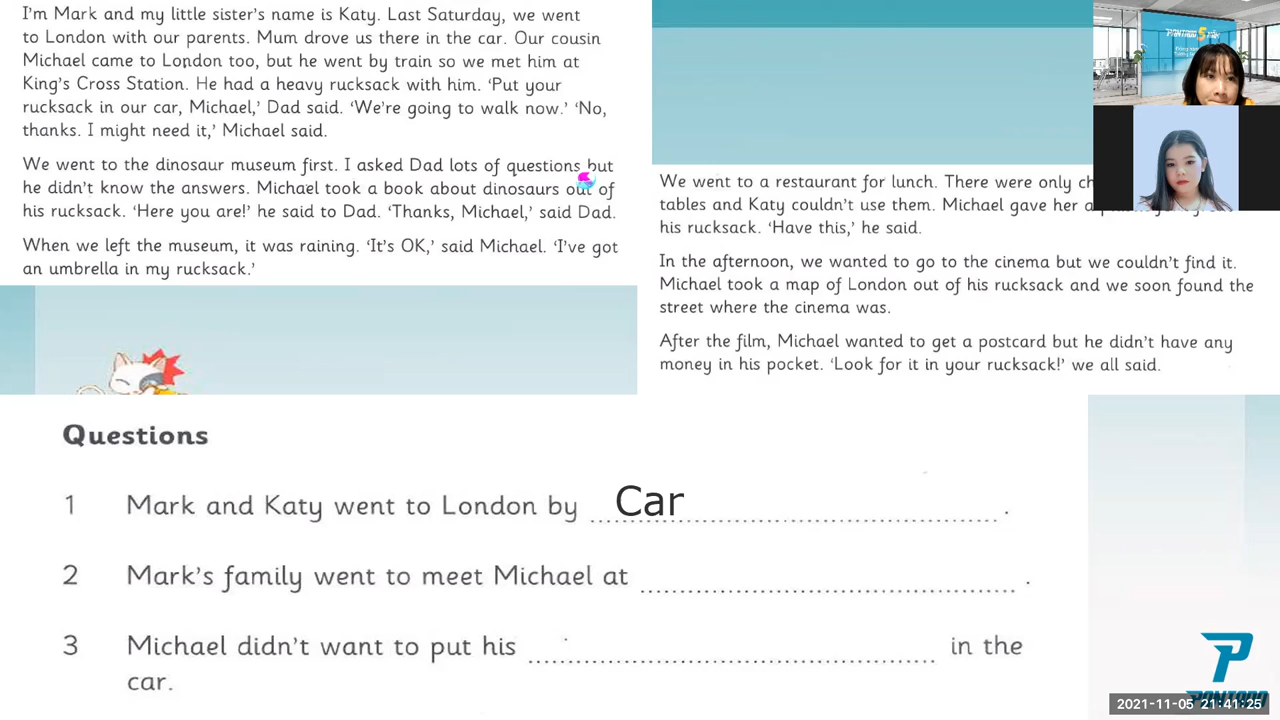 I'm Mark and my little sister's name is Katy. Last Saturday, we went
to London with our parents. Mum drove us there in the car. Our cousin
Michael came to London too, but he went by train so we met him at
King's Cross Station. He had a heavy rucksack with him. 'Put your
rucksack in our car, Michael,' Dad said. 'We're going to walk now.' 'No,
thanks. I might need it,' Michael said.
We went to the dinosaur museum first. I asked Dad lots of questions but
he didn't know the answers. Michael took a book about dinosaurs out of
his rucksack. 'Here you are!' he said to Dad. 'Thanks, Michael,' said Dad.
When we left the museum, it was raining. 'It's OK,' said Michael. 'I've got
an umbrella in my rucksack.'
We went to a restaurant for lunch. There were only
tables and Katy couldn't use them. Michael gave her a
his rucksack. 'Have this,' he said.
In the afternoon, we wanted to go to the cinema but we couldn't find it.
Michael took a map of London out of his rucksack and we soon found the
street where the cinema was.
After the film, Michael wanted to get a postcard but he didn't have any
money in his pocket. 'Look for it in your rucksack!' we all said.
Questions
1 Mark and Katy went to London by Car .
2 Mark's family went to meet Michael at .
3 Michael didn't want to put his in the
car.
PANTADO
2021-11-05 21:41:25